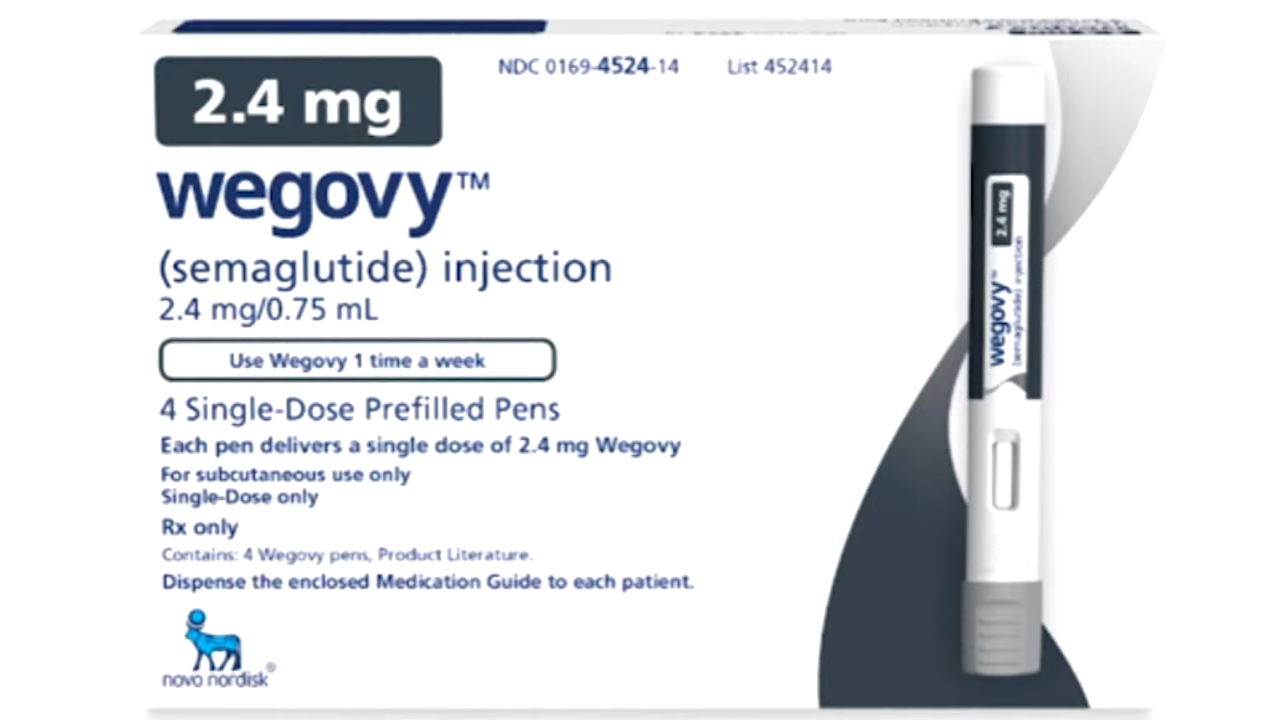 2.4 mg
NDC 0169-4524-14 List 452414
wegovy™
(semaglutide) injection
2.4 mg/0.75 mL
Use Wegovy 1 time a week
4 Single-Dose Prefilled Pens
Each pen delivers a single dose of 2.4 mg Wegovy
For subcutaneous use only
Single-Dose only
Rx only
Contains: 4 Wegovy pens, Product Literature.
Dispense the enclosed Medication Guide to each patient.
novo nordisk®
2.4 mg
wegovy™
(semaglutide) injection